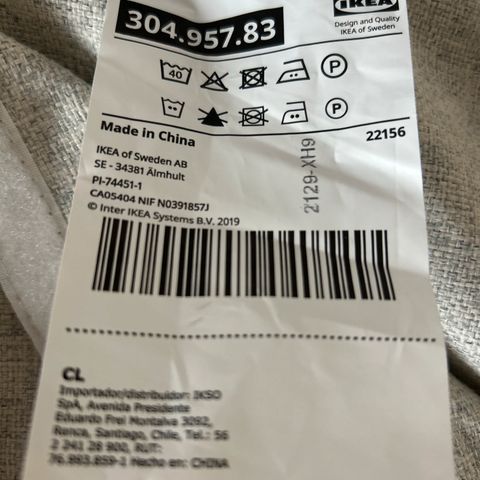 304.957.83
IKEA
Design and Quality
IKEA of Sweden
40
P
P
Made in China
22156
2129-XH9
IKEA of Sweden AB
SE - 34381 Älmhult
PI-74451-1
CA05404 NIF N0391857J
© Inter IKEA Systems B.V. 2019
CL
Importador/distribuidor: IKSO
SpA, Avenida Presidente
Eduardo Frei Montalva 3092,
Renca, Santiago, Chile, Tel.: 56
2 241 28 900, RUT:
76.883.859-1 Hecho en: CHINA